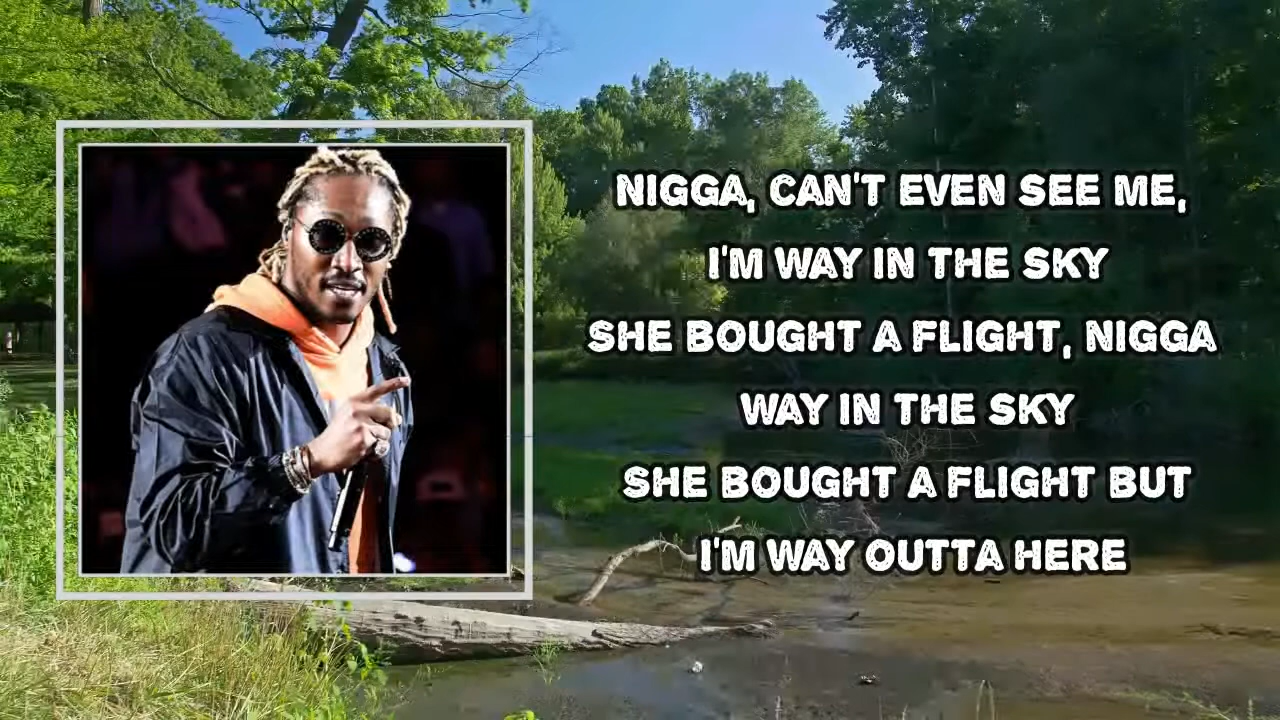 NIGGA, CAN'T EVEN SEE ME,
I'M WAY IN THE SKY
SHE BOUGHT A FLIGHT, NIGGA
WAY IN THE SKY
SHE BOUGHT A FLIGHT BUT
I'M WAY OUTTA HERE